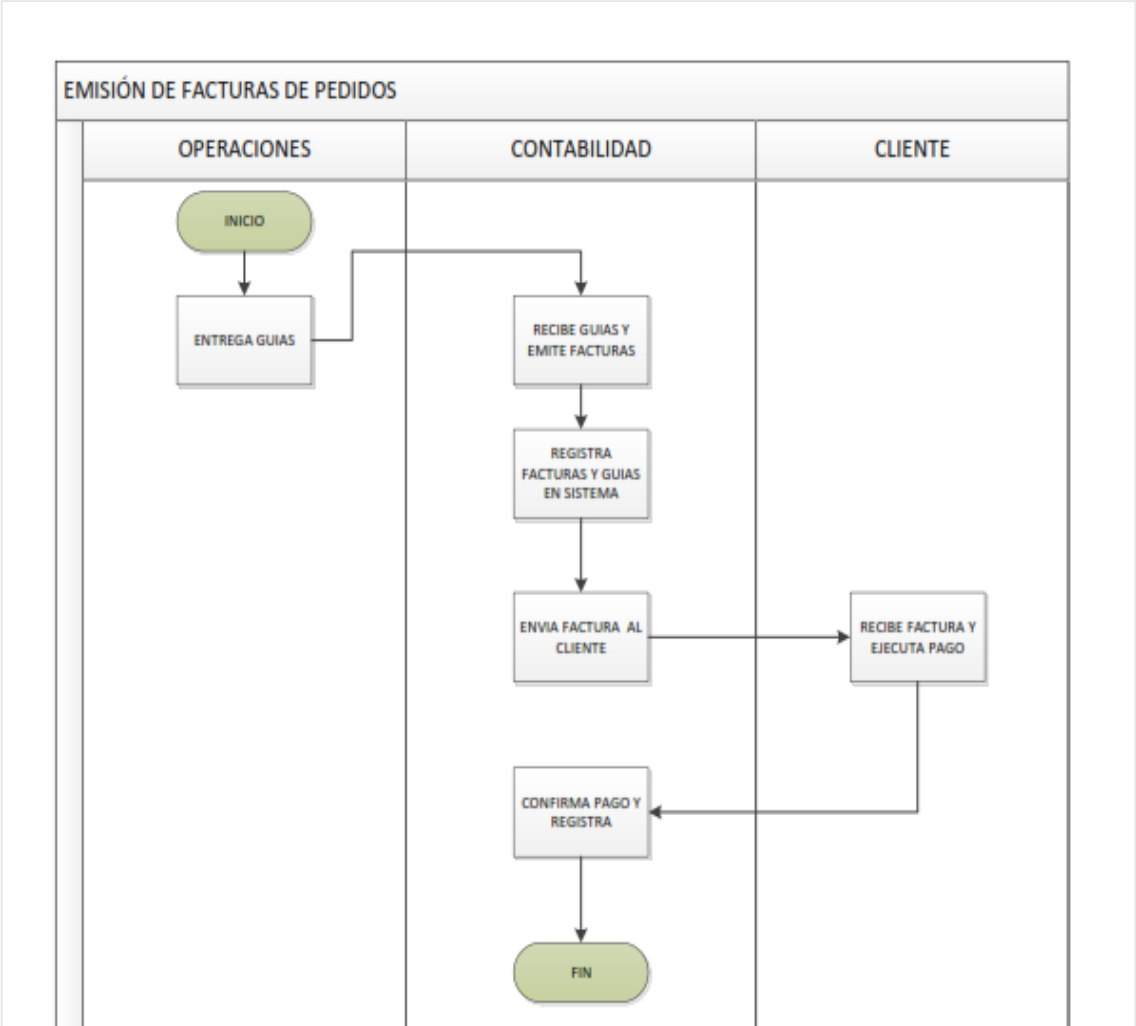 EMISIÓN DE FACTURAS DE PEDIDOS
OPERACIONES
CONTABILIDAD
CLIENTE
INICIO
ENTREGA GUIAS
RECIBE GUIAS Y
EMITE FACTURAS
REGISTRA
FACTURAS Y GUIAS
EN SISTEMA
ENVIA FACTURA AL
CLIENTE
RECIBE FACTURA Y
EJECUTA PAGO
CONFIRMA PAGO Y
REGISTRA
FIN